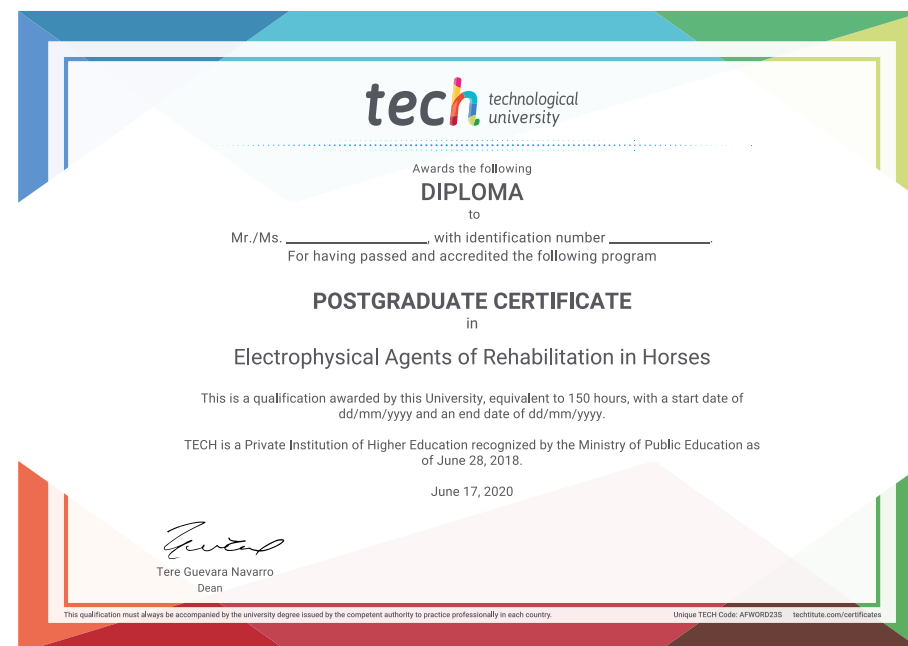 tech technological
university
Awards the following
DIPLOMA
to
Mr./Ms. ____________________, with identification number ______________.
For having passed and accredited the following program
POSTGRADUATE CERTIFICATE
in
Electrophysical Agents of Rehabilitation in Horses
This is a qualification awarded by this University, equivalent to 150 hours, with a start date of
dd/mm/yyyy and an end date of dd/mm/yyyy.
TECH is a Private Institution of Higher Education recognized by the Ministry of Public Education as
of June 28, 2018.
June 17, 2020
Tere Guevara Navarro
Dean
This qualification must always be accompanied by the university degree issued by the competent authority to practice professionally in each country.
Unique TECH Code: AFWORD23S techtitute.com/certificates